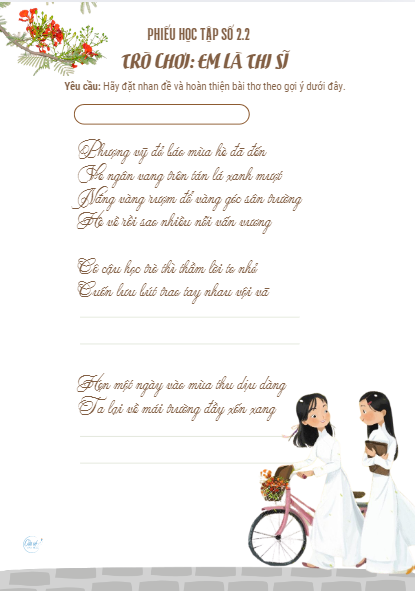 PHIẾU HỌC TẬP SỐ 2.2
TRÒ CHƠI: EM LÀ THI SĨ
Yêu cầu: Hãy đặt nhan đề và hoàn thiện bài thơ theo gợi ý dưới đây.
Phượng vỹ đỏ báo mùa hè đã đến
Ve ngân vang trên tán lá xanh mượt
Nắng vàng rượm đổ vàng góc sân trường
Hè về rồi sao nhiều nỗi vấn vương
Cô cậu học trò thì thầm lời to nhỏ
Cuốn lưu bút trao tay nhau vội vã
Hẹn một ngày vào mùa thu dịu dàng
Ta lại về mái trường đầy xốn xang